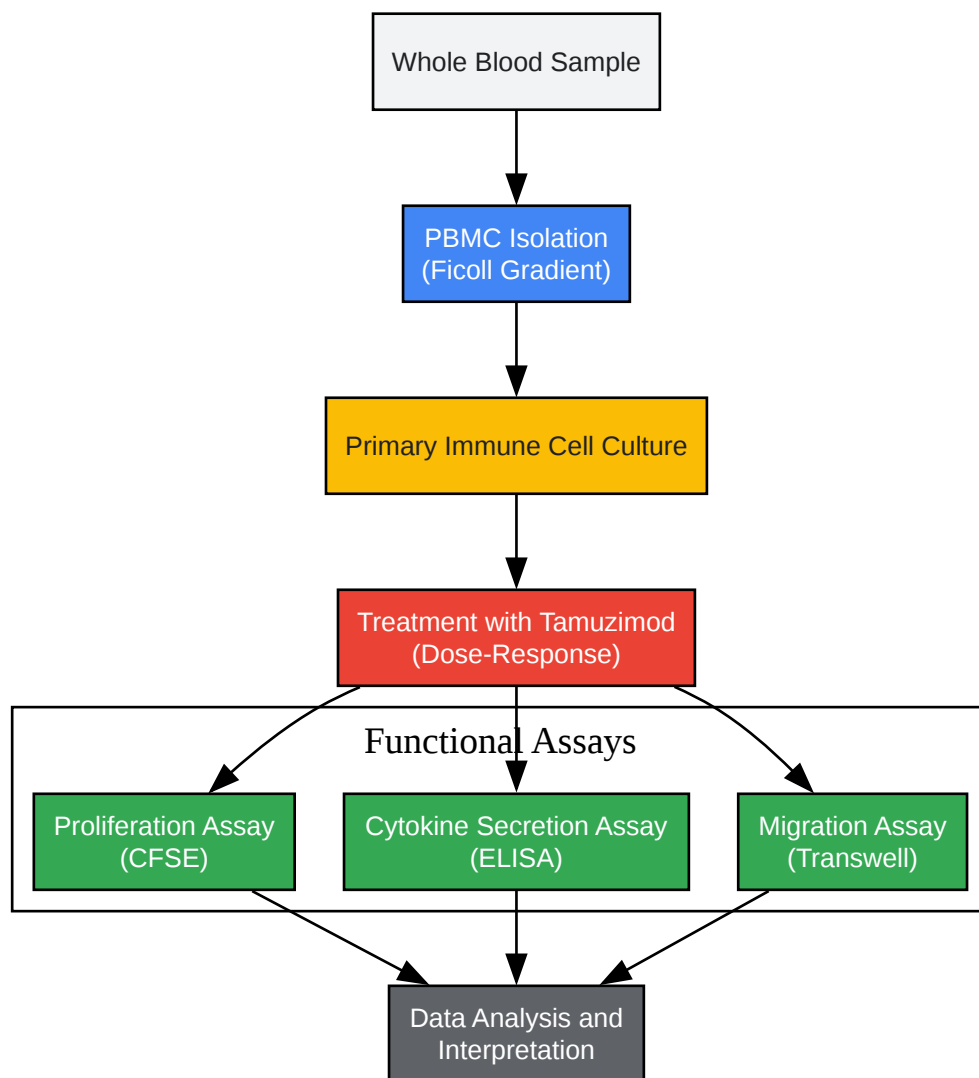 Whole Blood Sample
PBMC Isolation
(Ficoll Gradient)
Primary Immune Cell Culture
Treatment with Tamuzimod
(Dose-Response)
Functional Assays
Proliferation Assay
(CFSE)
Cytokine Secretion Assay
(ELISA)
Migration Assay
(Transwell)
Data Analysis and
Interpretation